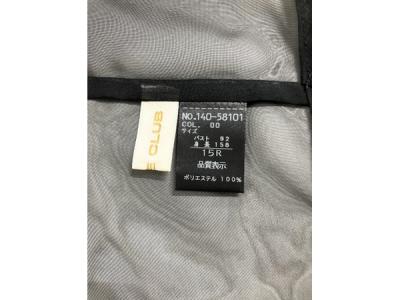 E CLUB
NO.140-58101
COL. 00
サイズ
バスト 92
身長 158
15R
品質表示
ポリエステル 100%